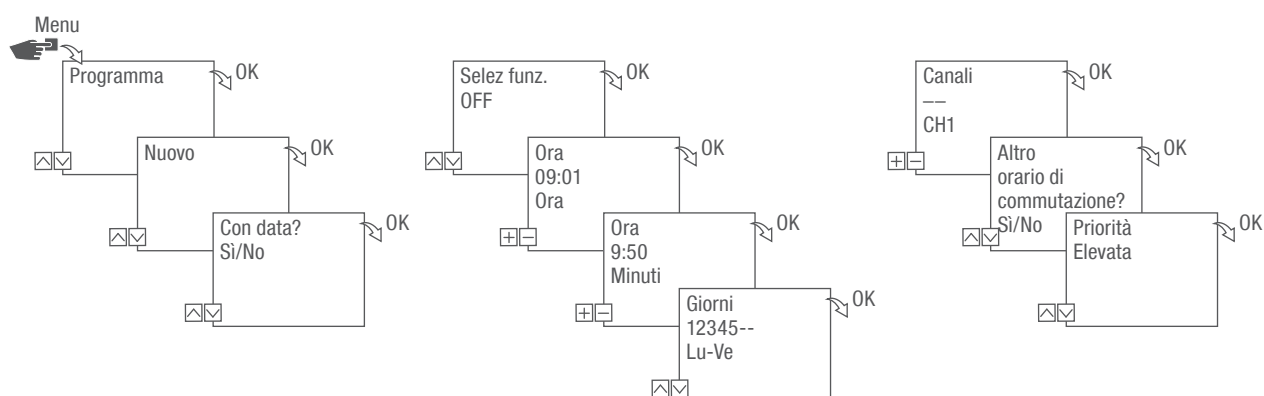 Menu
Programma
OK
Nuovo
OK
Con data?
Sì/No
OK
Selez funz.
OFF
OK
Ora
09:01
Ora
OK
+ −
Ora
9:50
Minuti
OK
+ −
Giorni
12345--
Lu-Ve
OK
Canali
––
CH1
OK
+ −
Altro
orario di
commutazione?
Sì/No
OK
Priorità
Elevata
OK